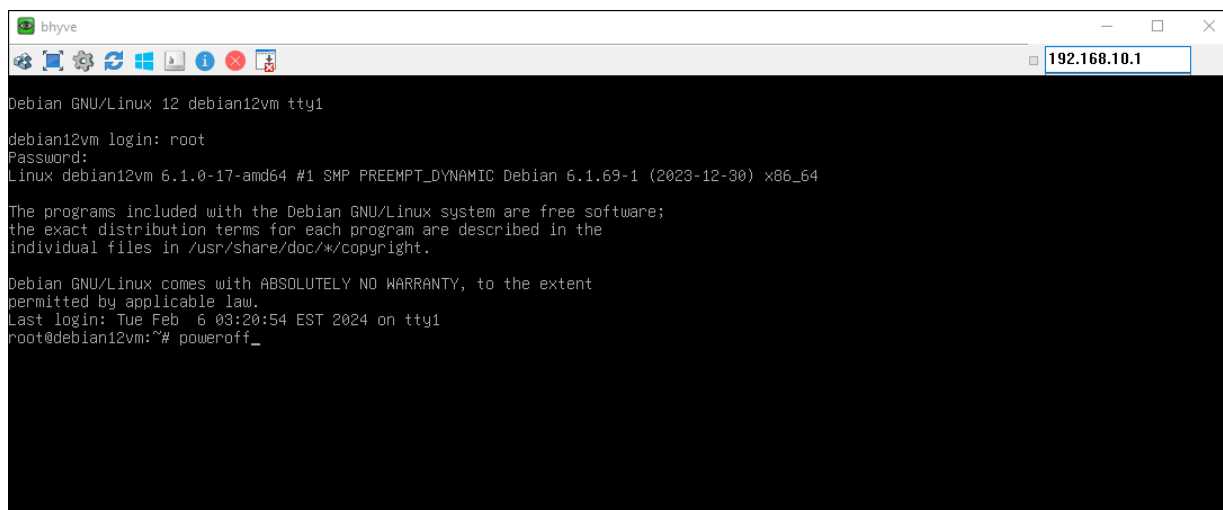 bhyve
192.168.10.1
Debian GNU/Linux 12 debian12vm tty1
debian12vm login: root
Password:
Linux debian12vm 6.1.0-17-amd64 #1 SMP PREEMPT_DYNAMIC Debian 6.1.69-1 (2023-12-30) x86_64
The programs included with the Debian GNU/Linux system are free software;
the exact distribution terms for each program are described in the
individual files in /usr/share/doc/*/copyright.
Debian GNU/Linux comes with ABSOLUTELY NO WARRANTY, to the extent
permitted by applicable law.
Last login: Tue Feb  6 03:20:54 EST 2024 on tty1
root@debian12vm:~# poweroff_